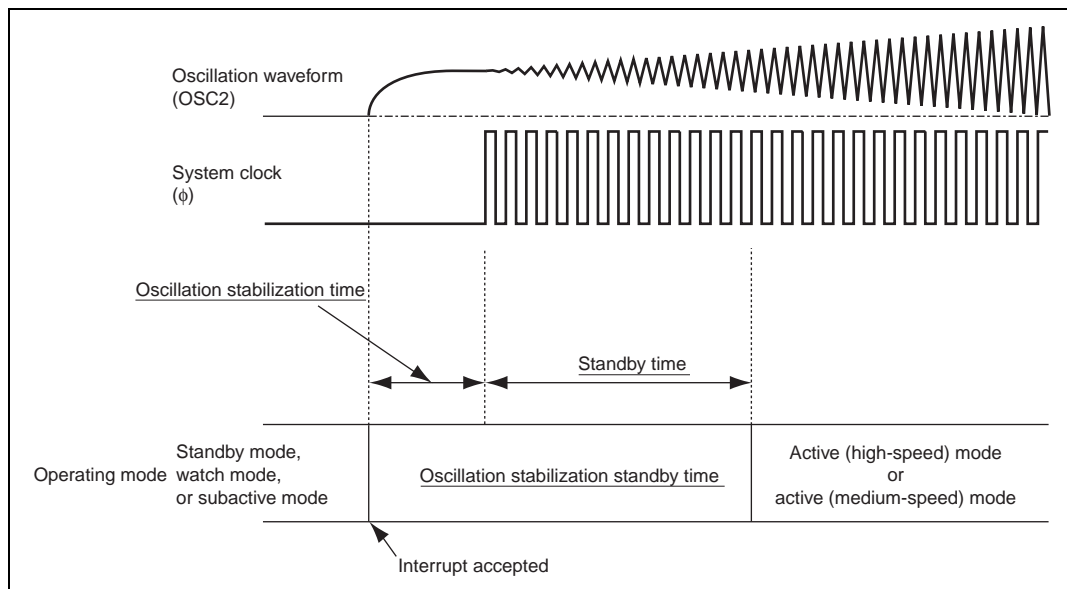 Oscillation waveform
(OSC2)
System clock
(ϕ)
Oscillation stabilization time
Standby time
Operating mode
Standby mode,
watch mode,
or subactive mode
Oscillation stabilization standby time
Active (high-speed) mode
or
active (medium-speed) mode
Interrupt accepted